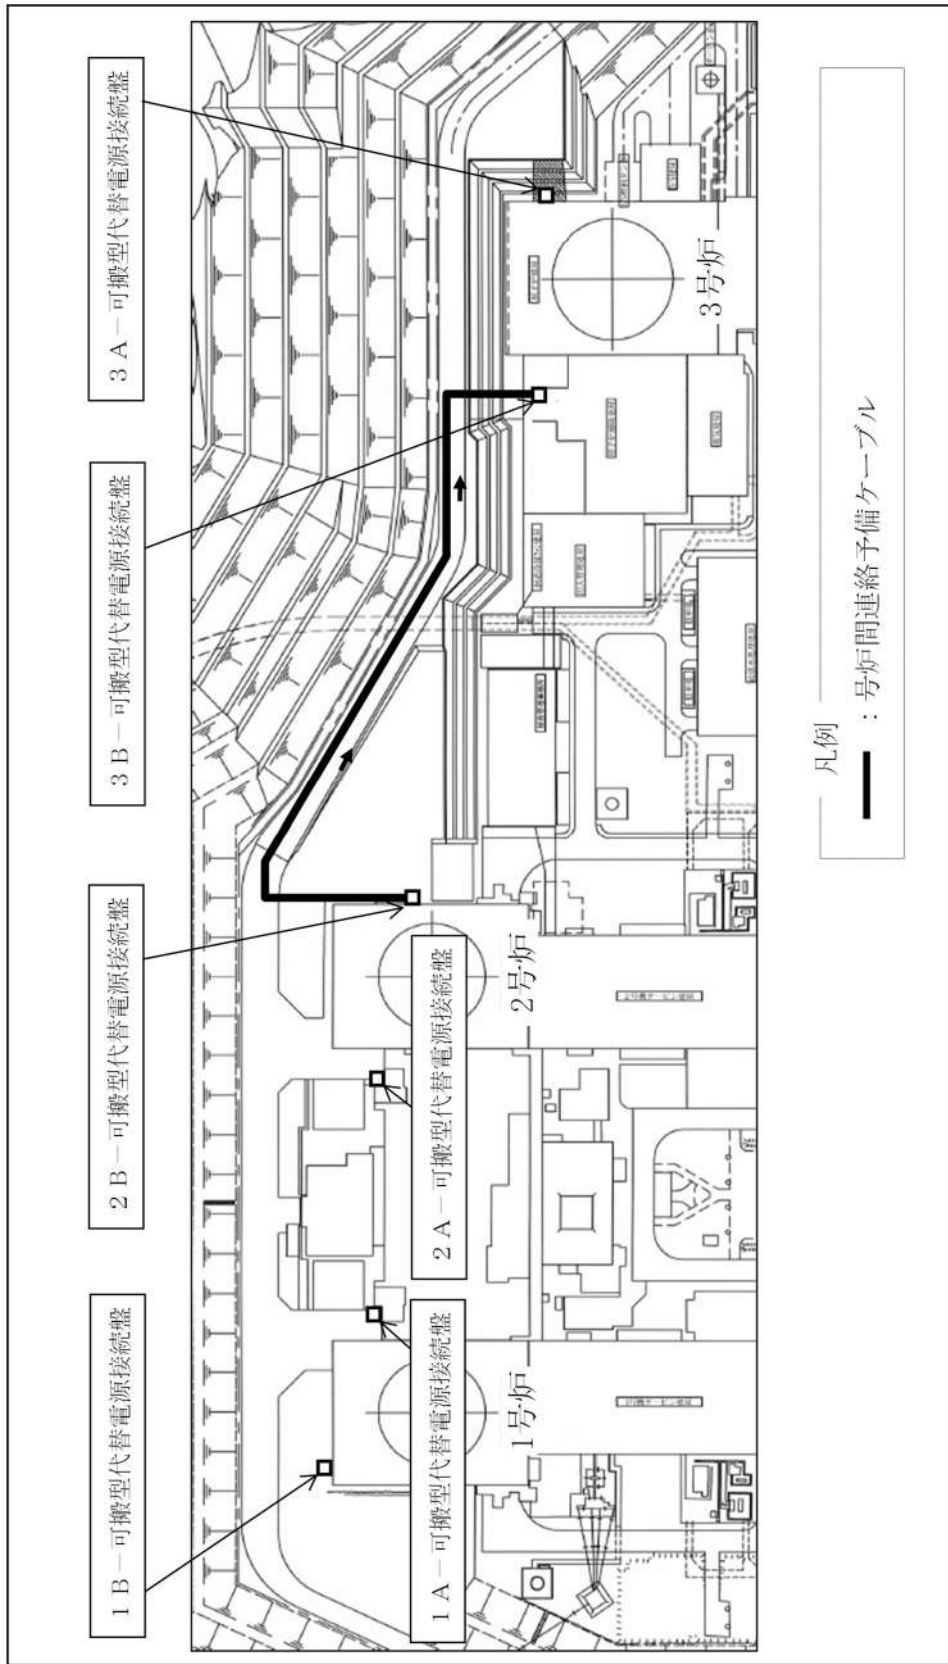 1B－可搬型代替電源接続盤
2B－可搬型代替電源接続盤
3B－可搬型代替電源接続盤
3A－可搬型代替電源接続盤
1A－可搬型代替電源接続盤
2A－可搬型代替電源接続盤
1号炉
2号炉
3号炉
凡例
：号炉間連絡予備ケーブル